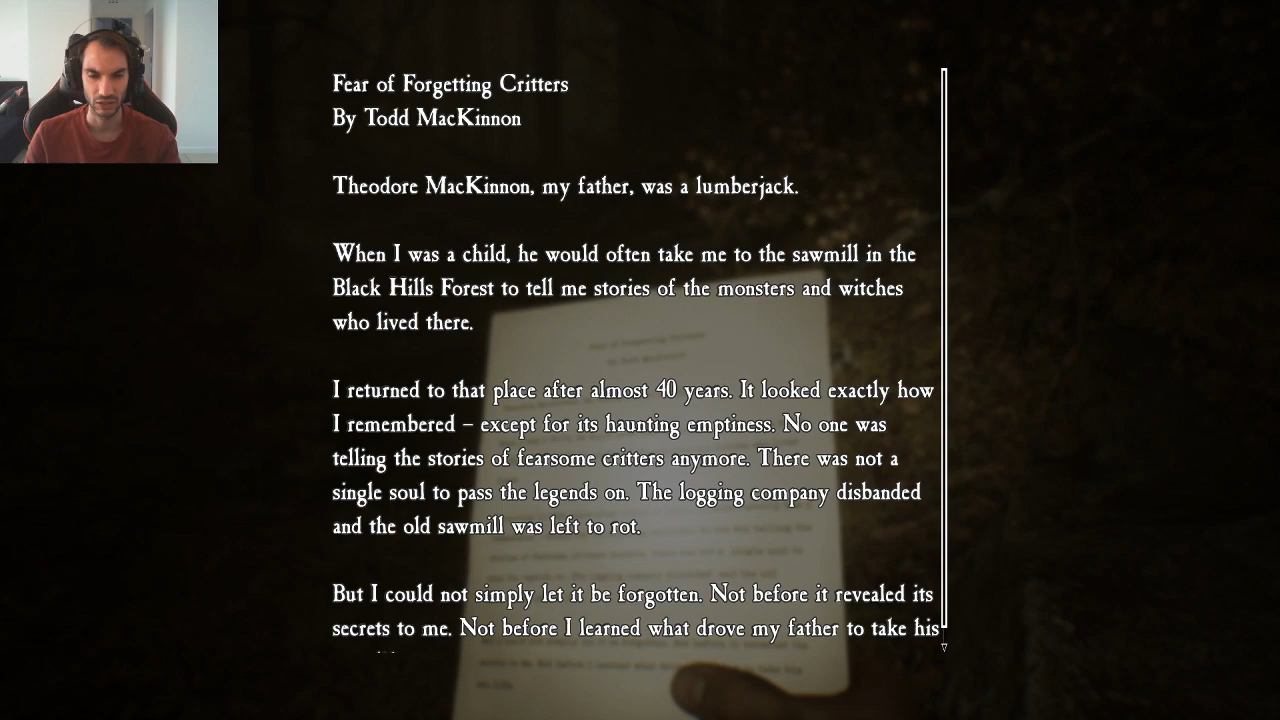 Fear of Forgetting Critters
By Todd MacKinnon
Theodore MacKinnon, my father, was a lumberjack.
When I was a child, he would often take me to the sawmill in the
Black Hills Forest to tell me stories of the monsters and witches
who lived there.
I returned to that place after almost 40 years. It looked exactly how
I remembered – except for its haunting emptiness. No one was
telling the stories of fearsome critters anymore. There was not a
single soul to pass the legends on. The logging company disbanded
and the old sawmill was left to rot.
But I could not simply let it be forgotten. Not before it revealed its
secrets to me. Not before I learned what drove my father to take his